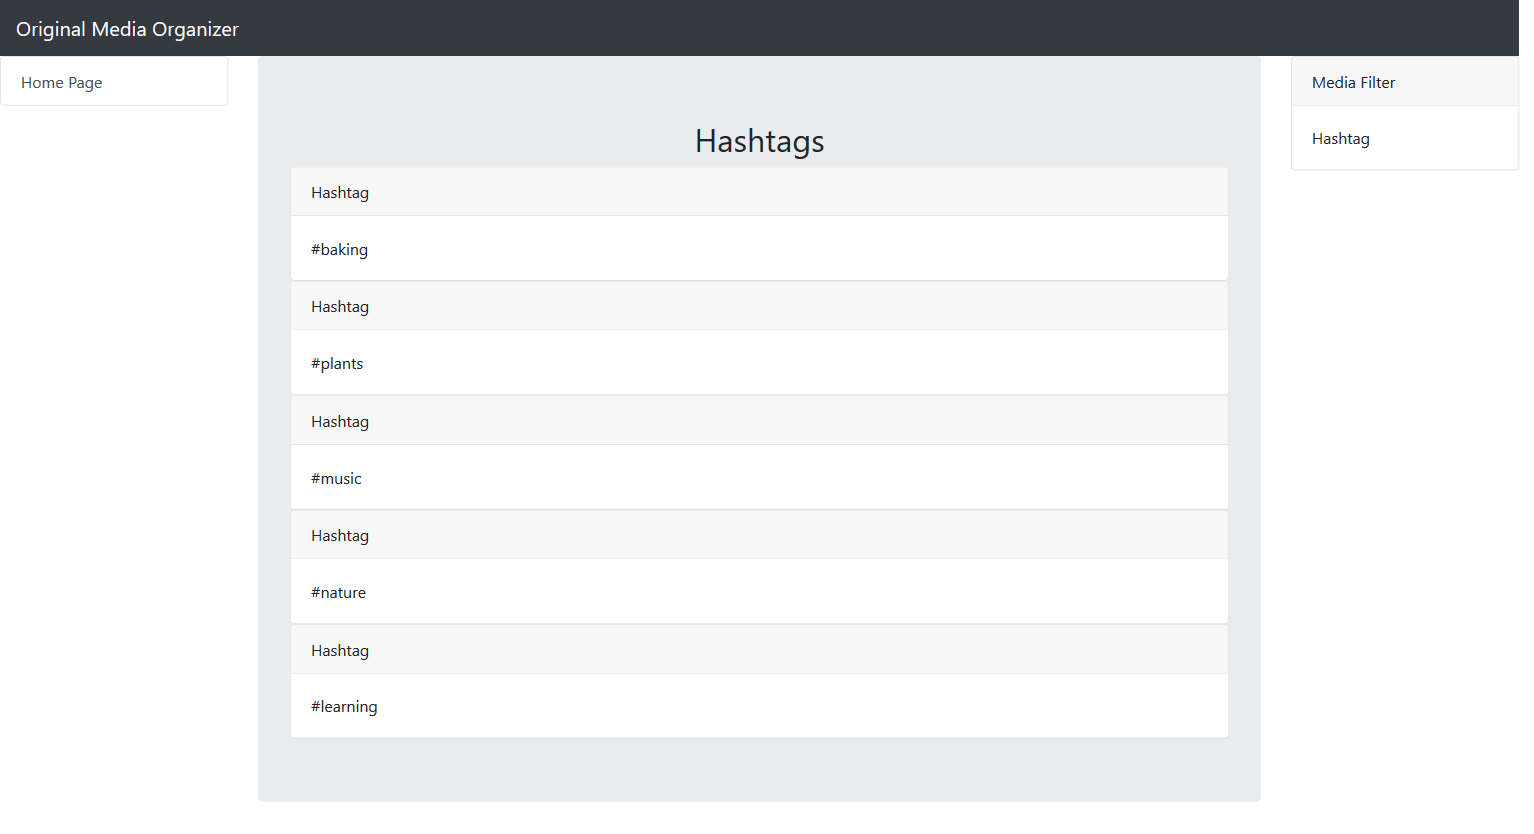 Original Media Organizer
Home Page
Hashtags
Hashtag
#baking
Hashtag
#plants
Hashtag
#music
Hashtag
#nature
Hashtag
#learning
Media Filter
Hashtag